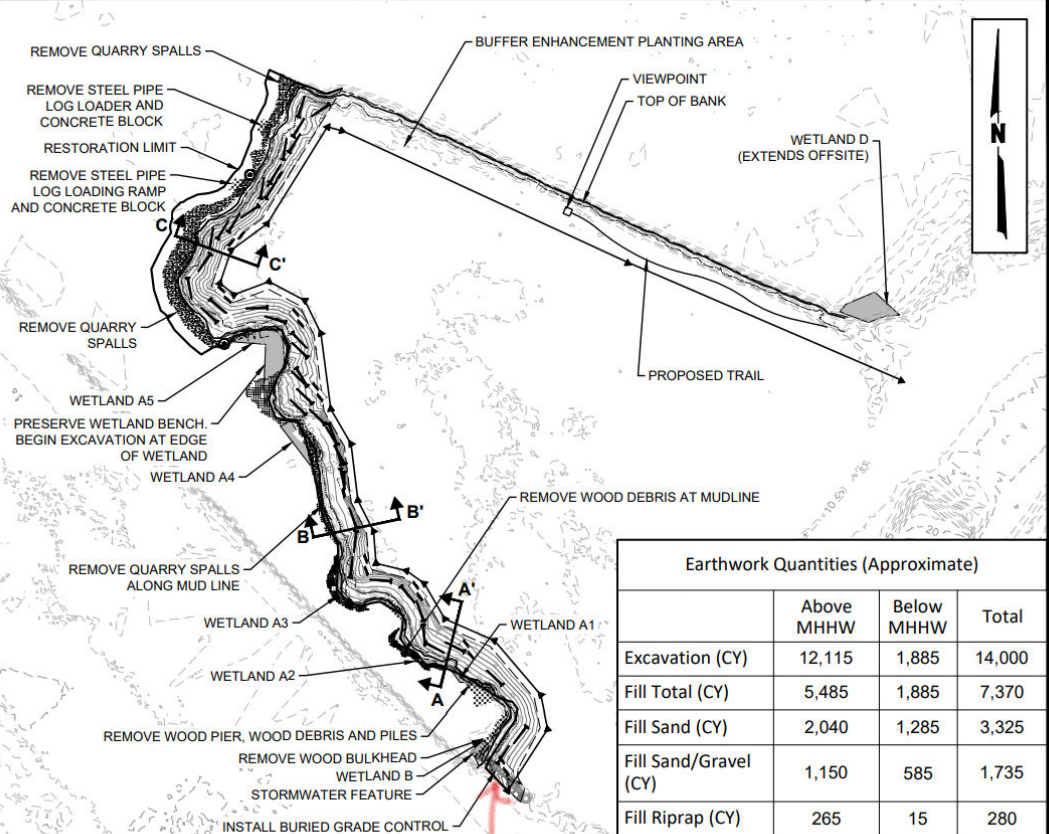 REMOVE QUARRY SPALLS
REMOVE STEEL PIPE
LOG LOADER AND
CONCRETE BLOCK
RESTORATION LIMIT
REMOVE STEEL PIPE
LOG LOADING RAMP
AND CONCRETE BLOCK
C
C'
REMOVE QUARRY
SPALLS
WETLAND A5
PRESERVE WETLAND BENCH.
BEGIN EXCAVATION AT EDGE
OF WETLAND
WETLAND A4
B
B'
REMOVE QUARRY SPALLS
ALONG MUD LINE
WETLAND A3
WETLAND A2
REMOVE WOOD PIER, WOOD DEBRIS AND PILES
REMOVE WOOD BULKHEAD
WETLAND B
STORMWATER FEATURE
INSTALL BURIED GRADE CONTROL
BUFFER ENHANCEMENT PLANTING AREA
VIEWPOINT
TOP OF BANK
WETLAND D
(EXTENDS OFFSITE)
N
PROPOSED TRAIL
REMOVE WOOD DEBRIS AT MUDLINE
A'
WETLAND A1
A
20
Earthwork Quantities (Approximate)
Above MHHW Below MHHW Total
Excavation (CY) 12,115 1,885 14,000
Fill Total (CY) 5,485 1,885 7,370
Fill Sand (CY) 2,040 1,285 3,325
Fill Sand/Gravel (CY) 1,150 585 1,735
Fill Riprap (CY) 265 15 280